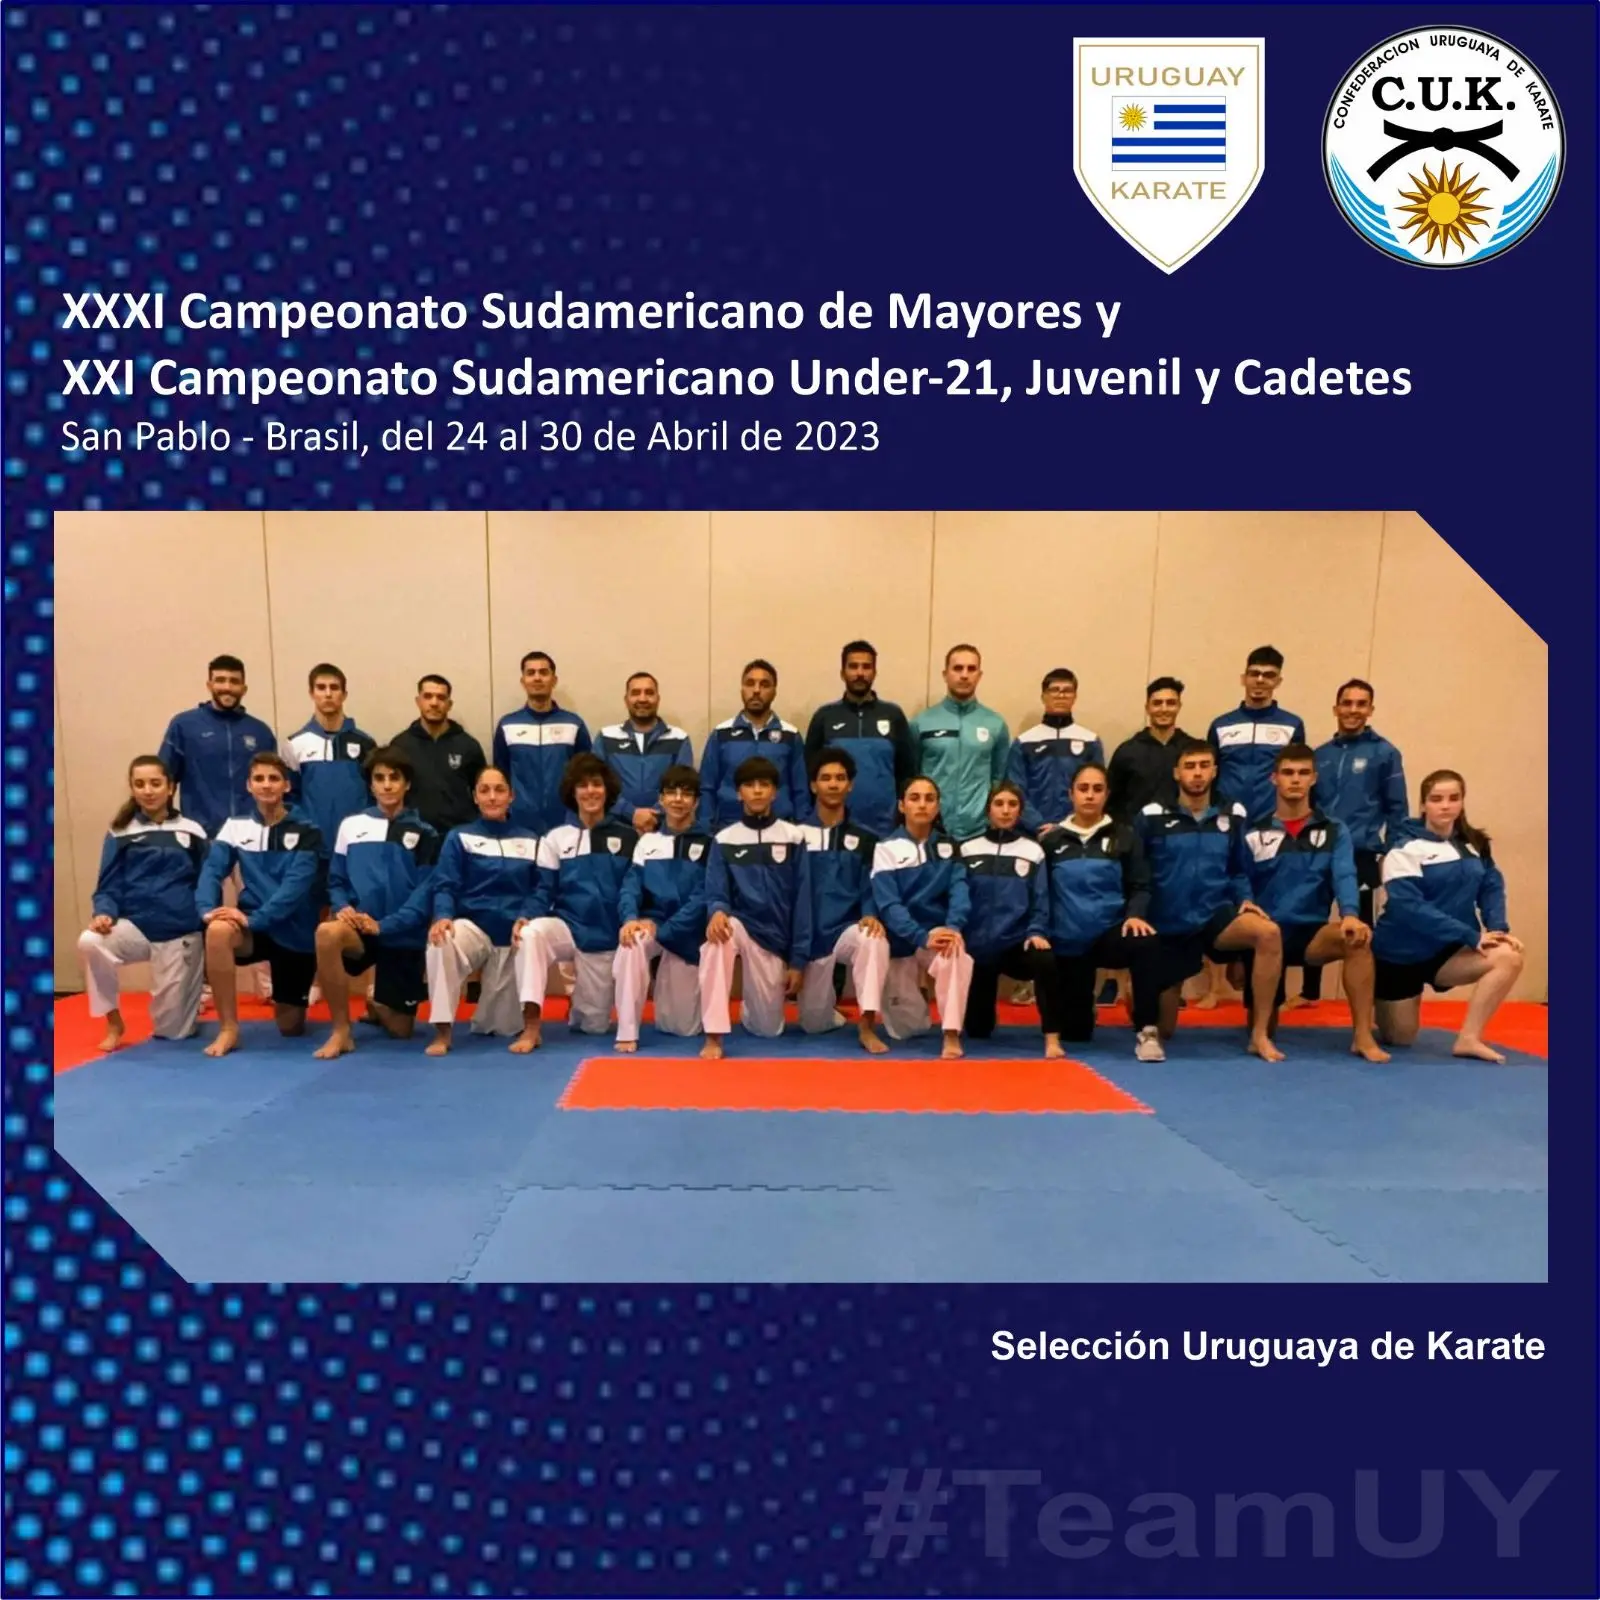 URUGUAY
KARATE
CONFEDERACION URUGUAYA DE KARATE
C.U.K.
XXXI Campeonato Sudamericano de Mayores y
XXI Campeonato Sudamericano Under-21, Juvenil y Cadetes
San Pablo - Brasil, del 24 al 30 de Abril de 2023
Selección Uruguaya de Karate
#TeamUY